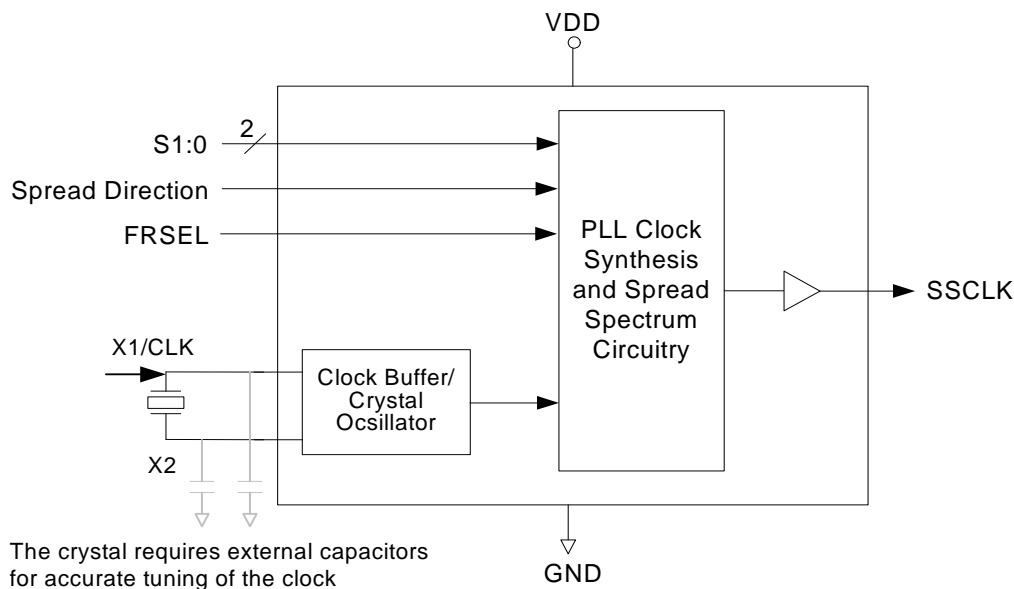 VDD
2
S1:0
Spread Direction
FRSEL
PLL Clock
Synthesis
and Spread
Spectrum
Circuitry
SSCLK
X1/CLK
Clock Buffer/
Crystal
Ocsillator
X2
The crystal requires external capacitors
for accurate tuning of the clock
GND